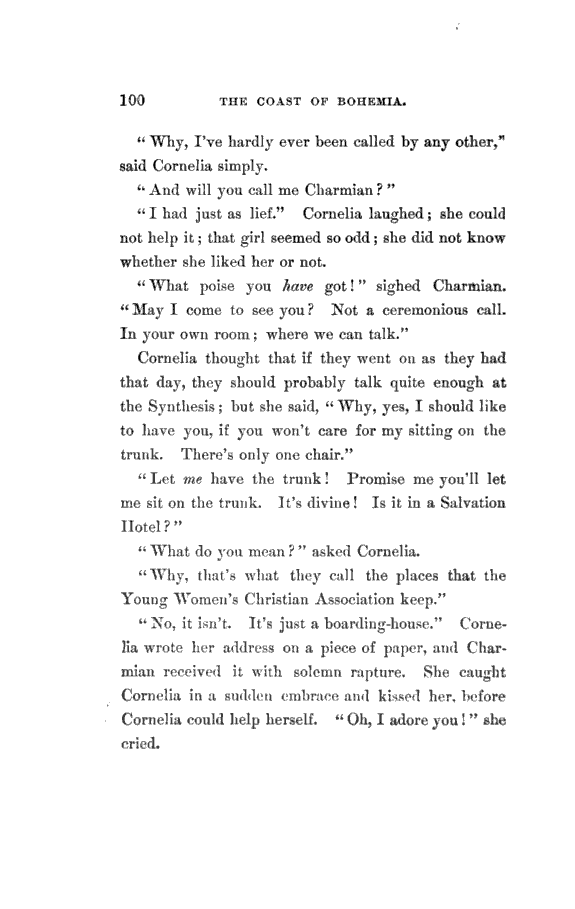 100 THE COAST OF BOHEMIA.
“Why, I've hardly ever been called by any other,”
said Cornelia simply.
“And will you call me Charmian?”
“I had just as lief.” Cornelia laughed; she could
not help it; that girl seemed so odd; she did not know
whether she liked her or not.
“What poise you have got!” sighed Charmian.
“May I come to see you? Not a ceremonious call.
In your own room; where we can talk.”
Cornelia thought that if they went on as they had
that day, they should probably talk quite enough at
the Synthesis; but she said, “Why, yes, I should like
to have you, if you won't care for my sitting on the
trunk. There's only one chair.”
“Let me have the trunk! Promise me you'll let
me sit on the trunk. It's divine! Is it in a Salvation
Hotel?”
“What do you mean?” asked Cornelia.
“Why, that's what they call the places that the
Young Women's Christian Association keep.”
“No, it isn't. It's just a boarding-house.” Corne-
lia wrote her address on a piece of paper, and Char-
mian received it with solemn rapture. She caught
Cornelia in a sudden embrace and kissed her, before
Cornelia could help herself. “Oh, I adore you!” she
cried.